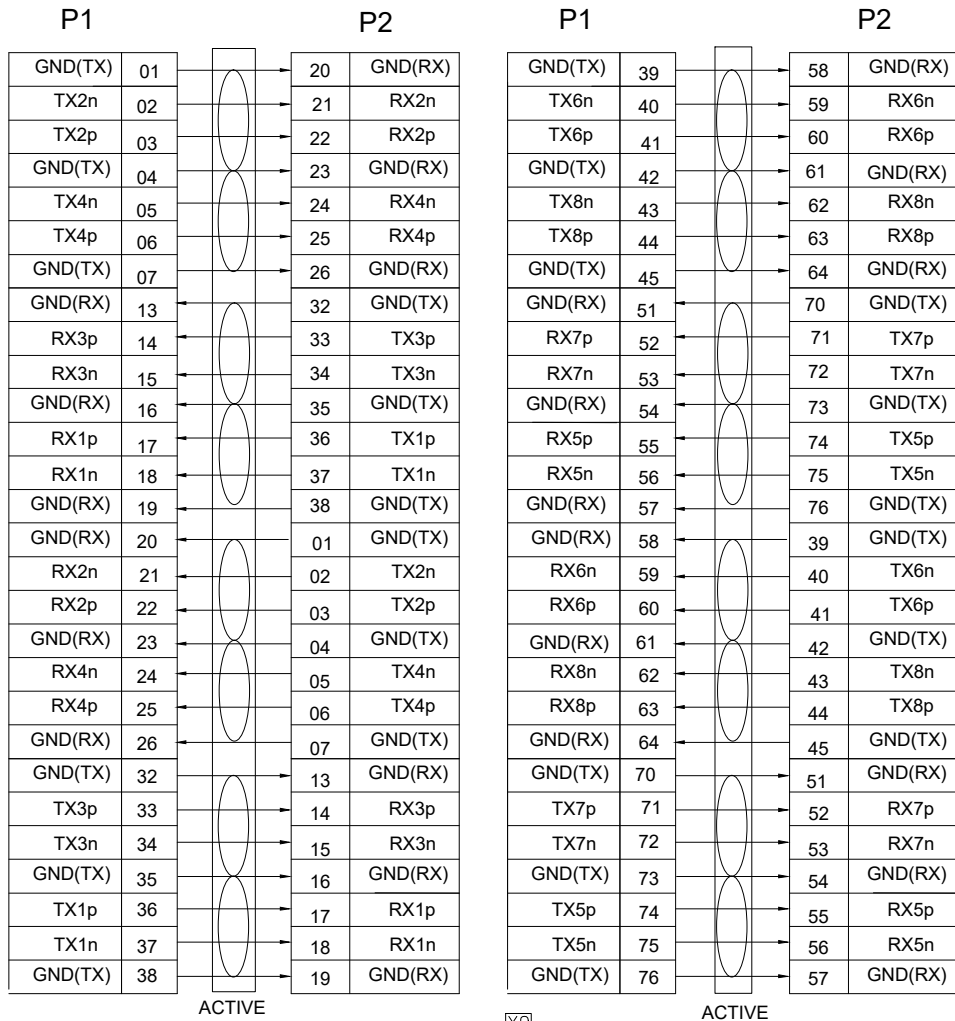 P1 P2
GND(TX) 01 20 GND(RX)
TX2n 02 21 RX2n
TX2p 03 22 RX2p
GND(TX) 04 23 GND(RX)
TX4n 05 24 RX4n
TX4p 06 25 RX4p
GND(TX) 07 26 GND(RX)
GND(RX) 13 32 GND(TX)
RX3p 14 33 TX3p
RX3n 15 34 TX3n
GND(RX) 16 35 GND(TX)
RX1p 17 36 TX1p
RX1n 18 37 TX1n
GND(RX) 19 38 GND(TX)
GND(RX) 20 01 GND(TX)
RX2n 21 02 TX2n
RX2p 22 03 TX2p
GND(RX) 23 04 GND(TX)
RX4n 24 05 TX4n
RX4p 25 06 TX4p
GND(RX) 26 07 GND(TX)
GND(TX) 32 13 GND(RX)
TX3p 33 14 RX3p
TX3n 34 15 RX3n
GND(TX) 35 16 GND(RX)
TX1p 36 17 RX1p
TX1n 37 18 RX1n
GND(TX) 38 19 GND(RX)
ACTIVE
P1 P2
GND(TX) 39 58 GND(RX)
TX6n 40 59 RX6n
TX6p 41 60 RX6p
GND(TX) 42 61 GND(RX)
TX8n 43 62 RX8n
TX8p 44 63 RX8p
GND(TX) 45 64 GND(RX)
GND(RX) 51 70 GND(TX)
RX7p 52 71 TX7p
RX7n 53 72 TX7n
GND(RX) 54 73 GND(TX)
RX5p 55 74 TX5p
RX5n 56 75 TX5n
GND(RX) 57 76 GND(TX)
GND(RX) 58 39 GND(TX)
RX6n 59 40 TX6n
RX6p 60 41 TX6p
GND(RX) 61 42 GND(TX)
RX8n 62 43 TX8n
RX8p 63 44 TX8p
GND(RX) 64 45 GND(TX)
GND(TX) 70 51 GND(RX)
TX7p 71 52 RX7p
TX7n 72 53 RX7n
GND(TX) 73 54 GND(RX)
TX5p 74 55 RX5p
TX5n 75 56 RX5n
GND(TX) 76 57 GND(RX)
ACTIVE